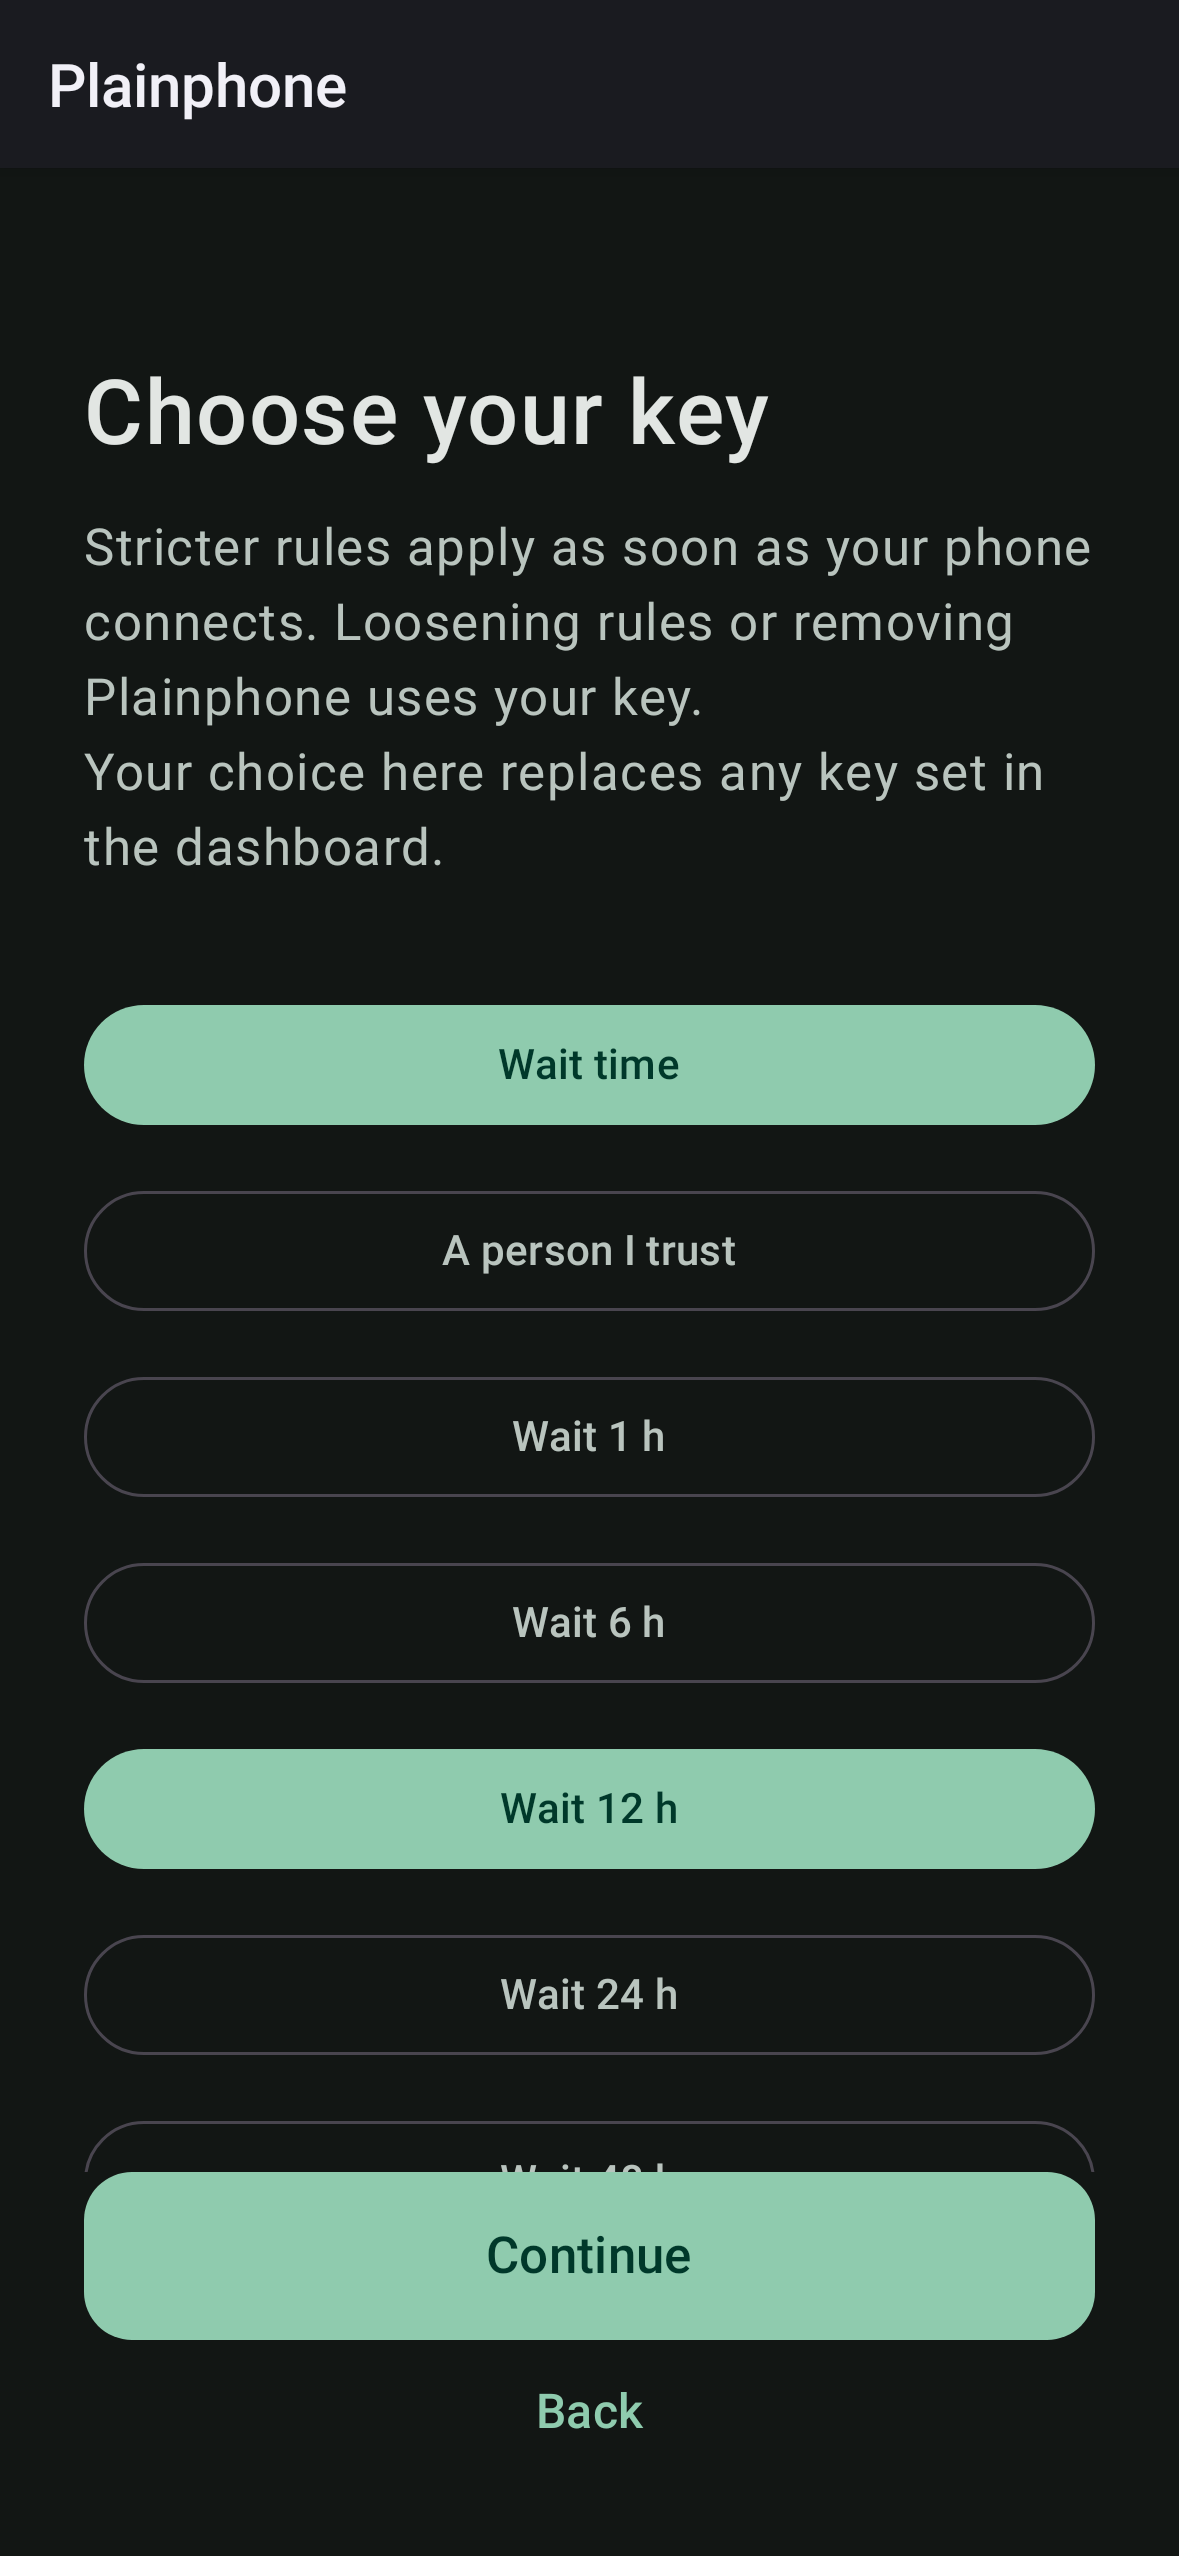 Plainphone
Choose your key
Stricter rules apply as soon as your phone
connects. Loosening rules or removing
Plainphone uses your key.
Your choice here replaces any key set in
the dashboard.
Wait time
A person I trust
Wait 1 h
Wait 6 h
Wait 12 h
Wait 24 h
Continue
Back